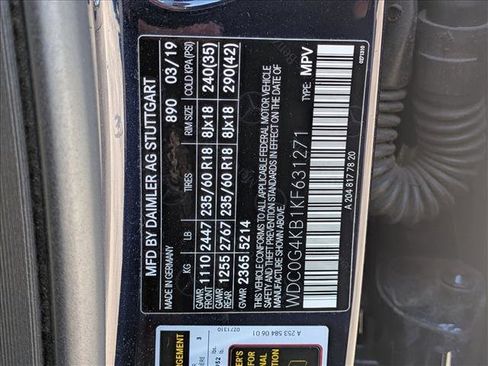 MFD BY DAIMLER AG STUTTGART
MADE IN GERMANY 890 03/19
KG LB TIRES RIM SIZE COLD KPA(PSI)
GAWR FRONT 1110 2447 235/60 R18 8Jx18 240(35)
GAWR REAR 1255 2767 235/60 R18 8Jx18 290(42)
GVWR 2365 5214
THIS VEHICLE CONFORMS TO ALL APPLICABLE FEDERAL MOTOR VEHICLE
SAFETY AND THEFT PREVENTION STANDARDS IN EFFECT ON THE DATE OF
MANUFACTURE SHOWN ABOVE.
WDC0G4KB1KF631271 TYPE: MPV
A 204 817 78 20
0271310
A 253 584 06 01
0271310